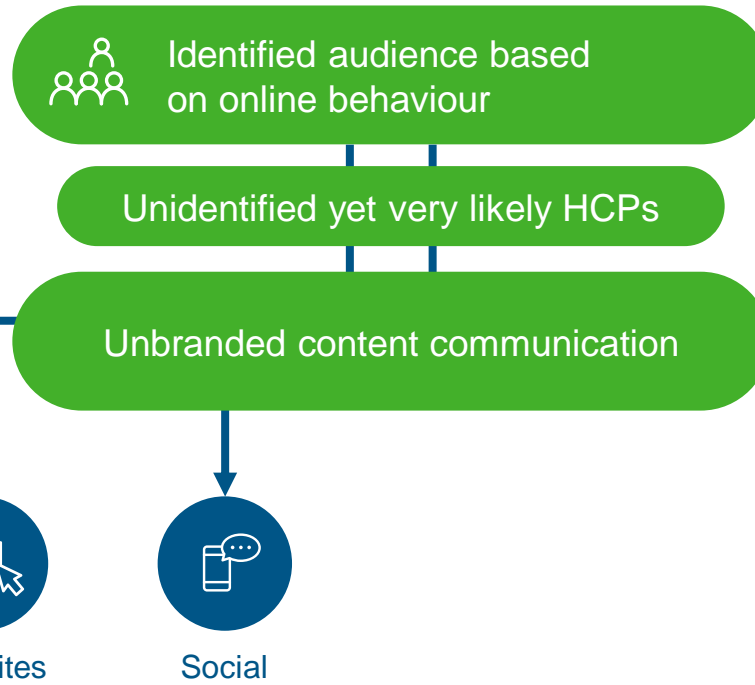 Identified audience based
on online behaviour
Unidentified yet very likely HCPs
Unbranded content communication
ites
Social